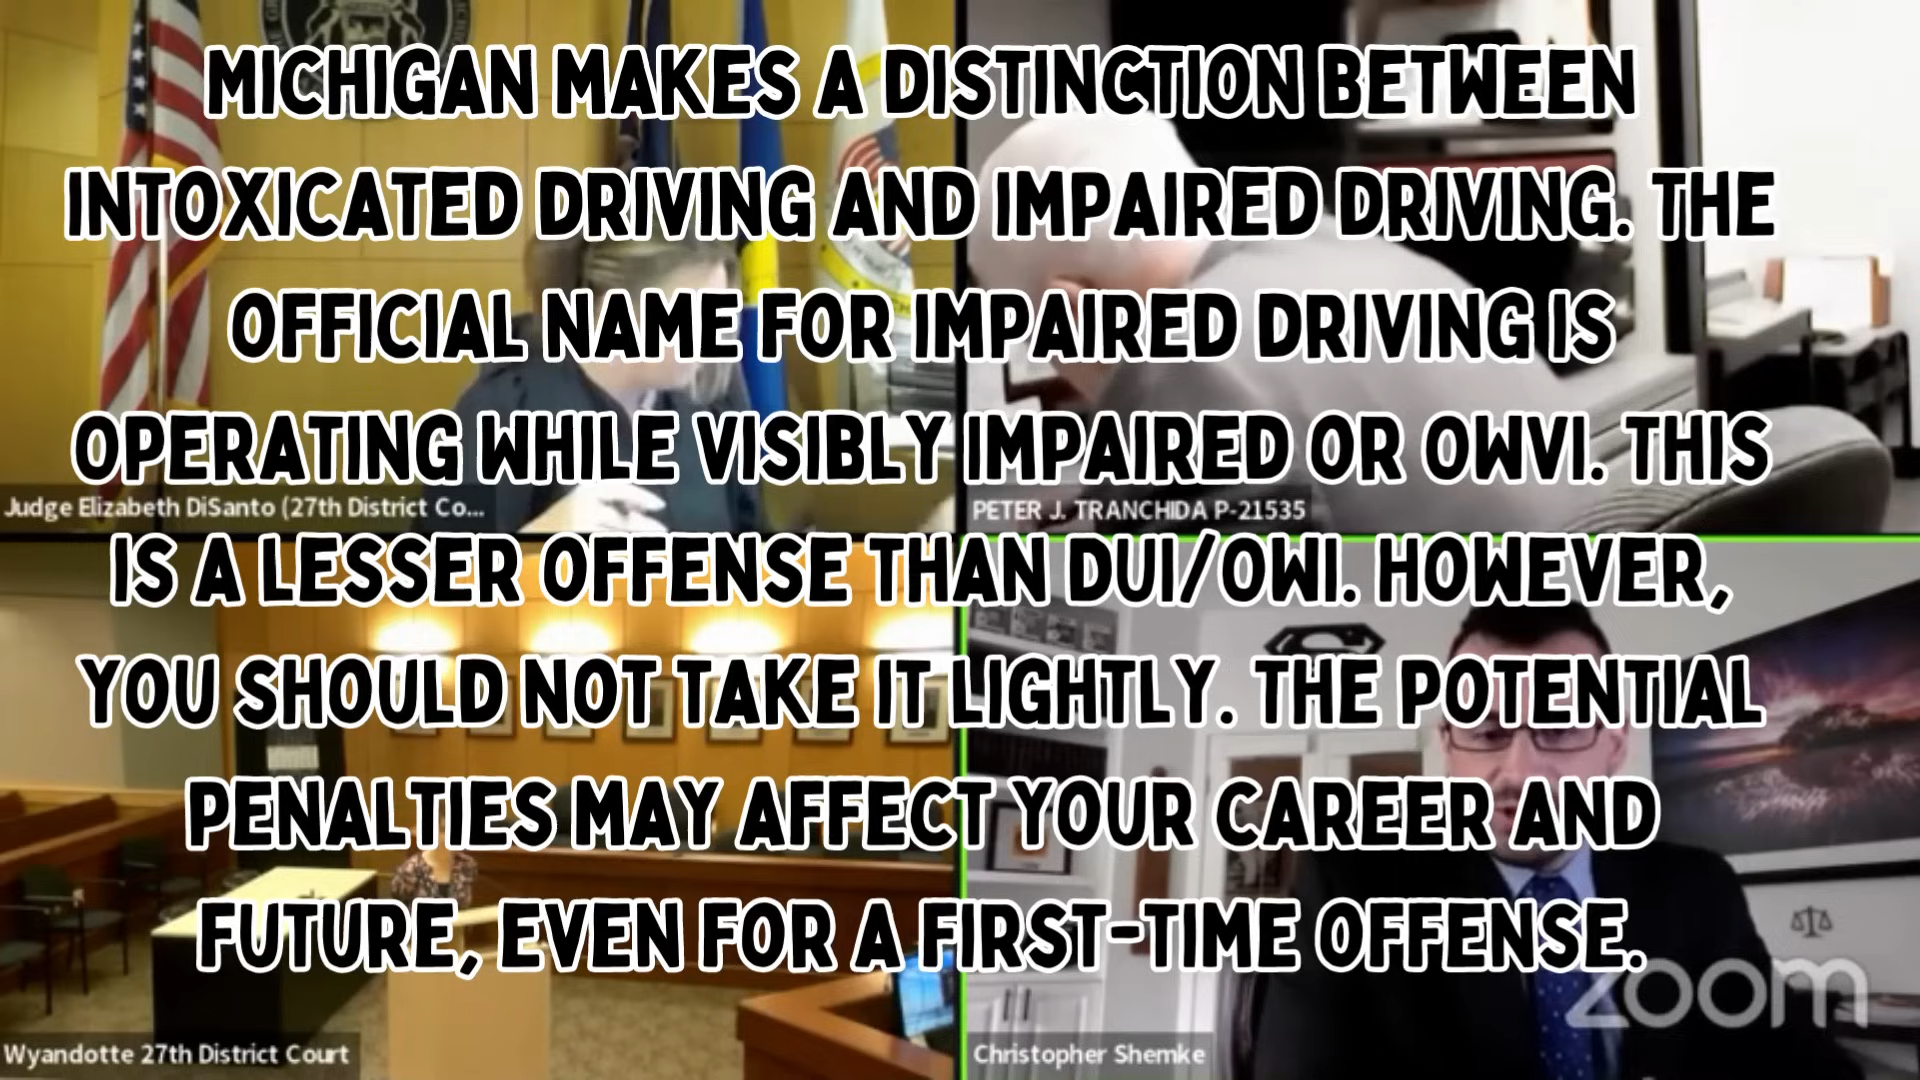 MICHIGAN MAKES A DISTINCTION BETWEEN
INTOXICATED DRIVING AND IMPAIRED DRIVING. THE
OFFICIAL NAME FOR IMPAIRED DRIVING IS
OPERATING WHILE VISIBLY IMPAIRED OR OWVI. THIS
IS A LESSER OFFENSE THAN DUI/OWI. HOWEVER,
YOU SHOULD NOT TAKE IT LIGHTLY. THE POTENTIAL
PENALTIES MAY AFFECT YOUR CAREER AND
FUTURE, EVEN FOR A FIRST-TIME OFFENSE.
Judge Elizabeth DiSanto (27th District Co...
PETER J. TRANCHIDA P-21535
Wyandotte 27th District Court
Christopher Shemke
zoom